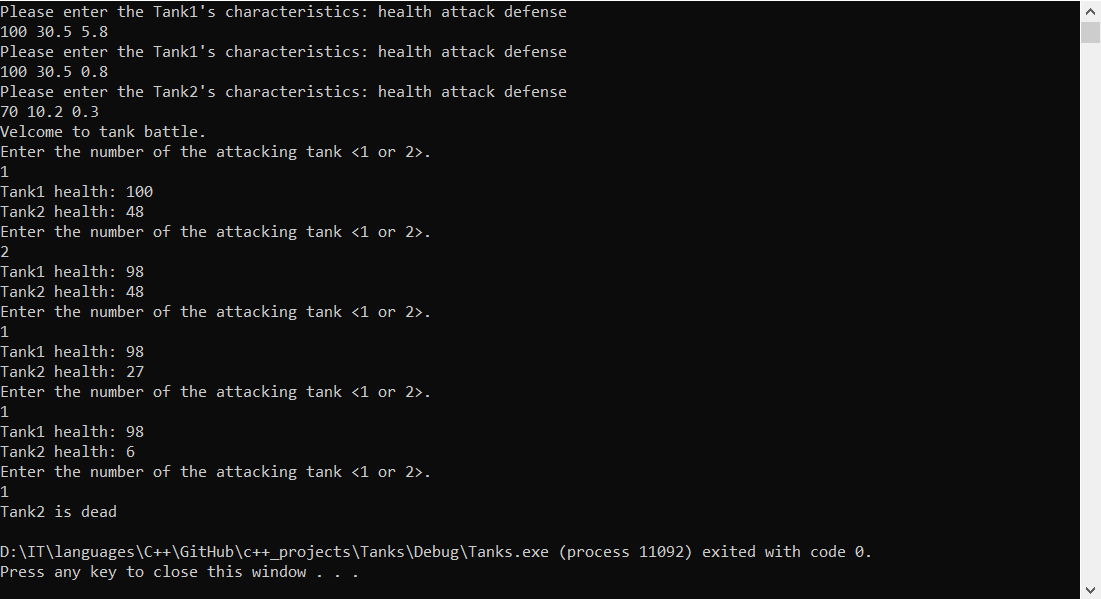 Please enter the Tank1's characteristics: health attack defense
100 30.5 5.8
Please enter the Tank1's characteristics: health attack defense
100 30.5 0.8
Please enter the Tank2's characteristics: health attack defense
70 10.2 0.3
Velcome to tank battle.
Enter the number of the attacking tank <1 or 2>.
1
Tank1 health: 100
Tank2 health: 48
Enter the number of the attacking tank <1 or 2>.
2
Tank1 health: 98
Tank2 health: 48
Enter the number of the attacking tank <1 or 2>.
1
Tank1 health: 98
Tank2 health: 27
Enter the number of the attacking tank <1 or 2>.
1
Tank1 health: 98
Tank2 health: 6
Enter the number of the attacking tank <1 or 2>.
1
Tank2 is dead
D:\IT\languages\C++\GitHub\c++_projects\Tanks\Debug\Tanks.exe (process 11092) exited with code 0.
Press any key to close this window . . .